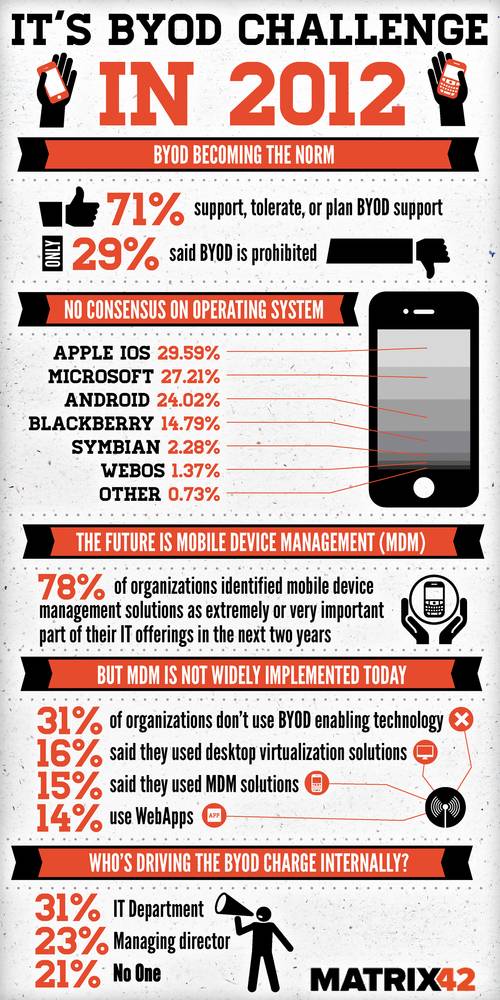 IT'S BYOD CHALLENGE
IN 2012
BYOD BECOMING THE NORM
71% support, tolerate, or plan BYOD support
ONLY 29% said BYOD is prohibited
NO CONSENSUS ON OPERATING SYSTEM
APPLE IOS 29.59%
MICROSOFT 27.21%
ANDROID 24.02%
BLACKBERRY 14.79%
SYMBIAN 2.28%
WEBOS 1.37%
OTHER 0.73%
THE FUTURE IS MOBILE DEVICE MANAGEMENT (MDM)
78% of organizations identified mobile device
management solutions as extremely or very important
part of their IT offerings in the next two years
BUT MDM IS NOT WIDELY IMPLEMENTED TODAY
31% of organizations don't use BYOD enabling technology
16% said they used desktop virtualization solutions
15% said they used MDM solutions
14% use WebApps APP
WHO'S DRIVING THE BYOD CHARGE INTERNALLY?
31% IT Department
23% Managing director
21% No One
MATRIX42